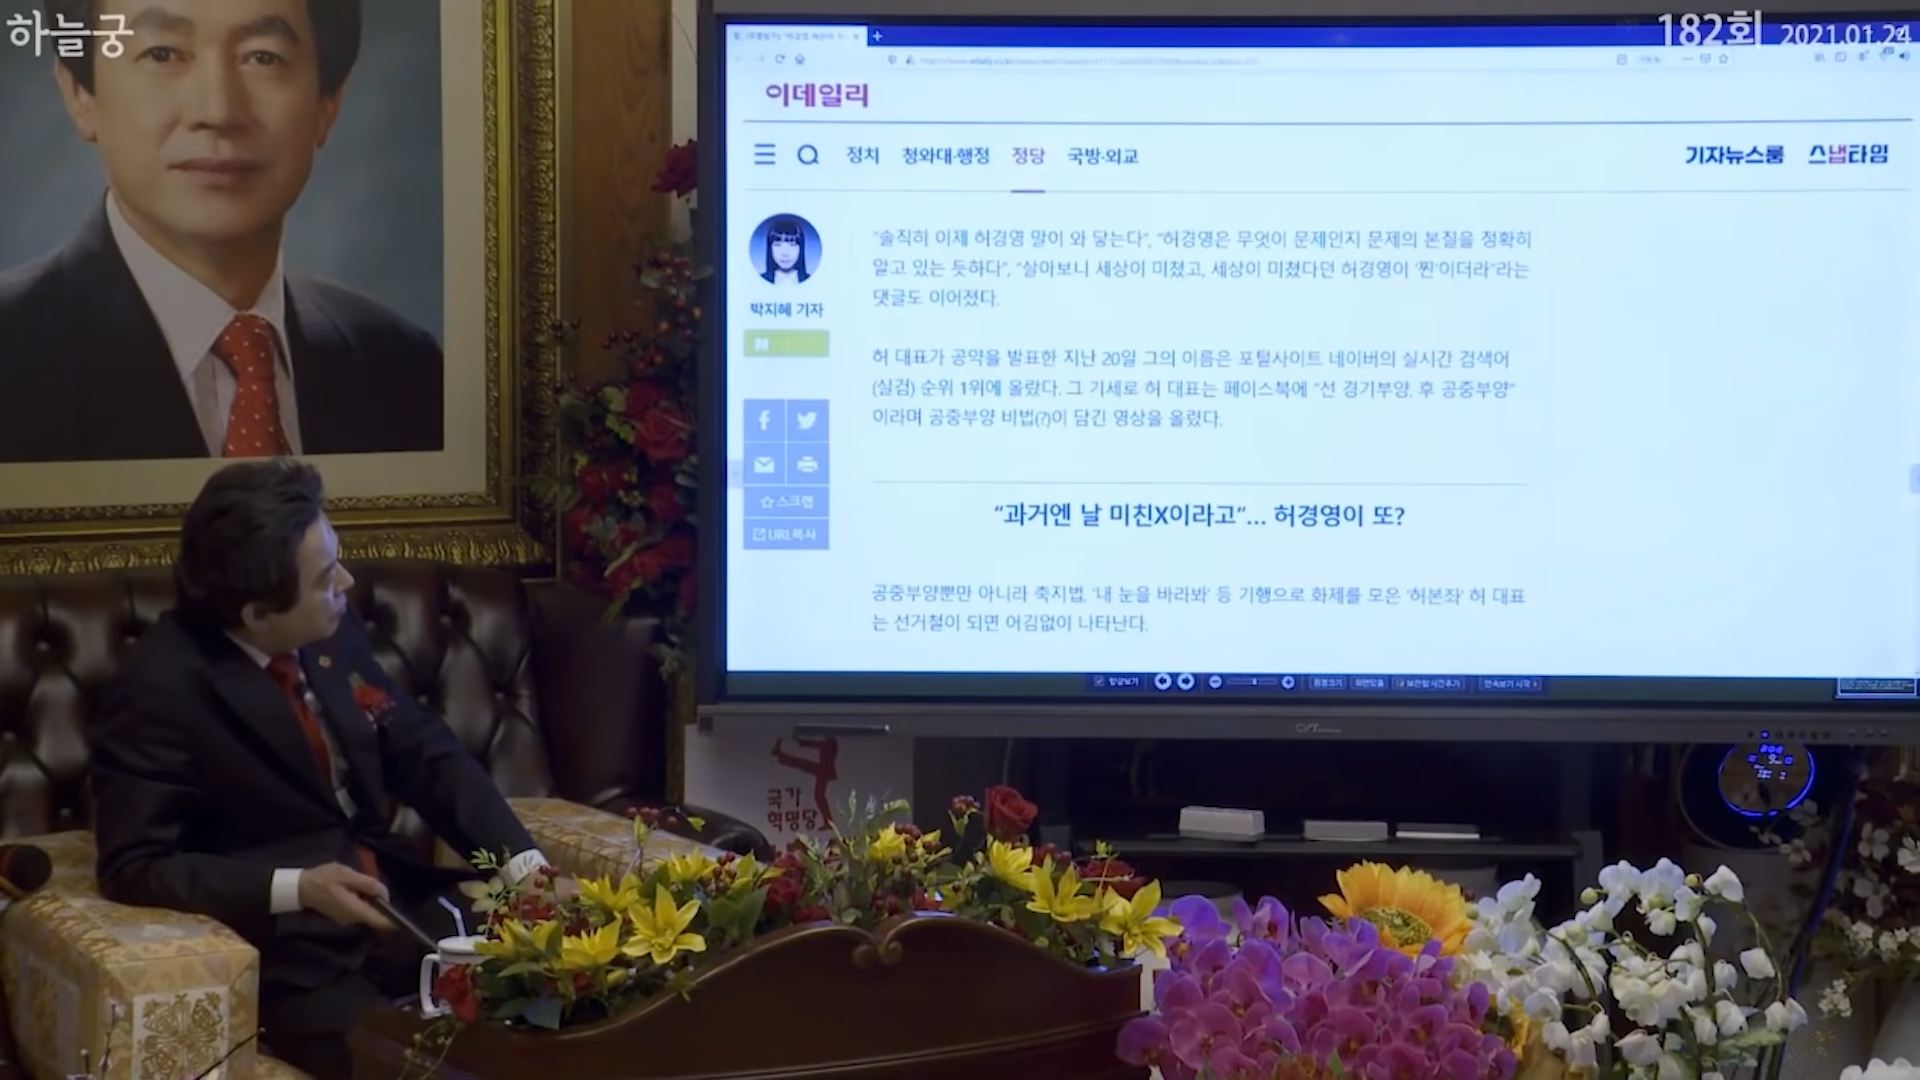 하늘궁
182회 2021.01.24
이데일리
정치 청와대·행정 정당 국방·외교
기자뉴스룸 스냅타임
박지혜 기자
☆스크랩
URL복사
"솔직히 이제 허경영 말이 와 닿는다", "허경영은 무엇이 문제인지 문제의 본질을 정확히
알고 있는 듯하다", "살아보니 세상이 미쳤고, 세상이 미쳤다던 허경영이 '찐'이더라"라는
댓글도 이어졌다.
허 대표가 공약을 발표한 지난 20일 그의 이름은 포털사이트 네이버의 실시간 검색어
(실검) 순위 1위에 올랐다. 그 기세로 허 대표는 페이스북에 "선 경기부양, 후 공중부양"
이라며 공중부양 비법(?)이 담긴 영상을 올렸다.
"과거엔 날 미친X이라고"... 허경영이 또?
공중부양뿐만 아니라 축지법, '내 눈을 바라봐' 등 기행으로 화제를 모은 '허본좌' 허 대표
는 선거철이 되면 어김없이 나타난다.
국가
혁명당